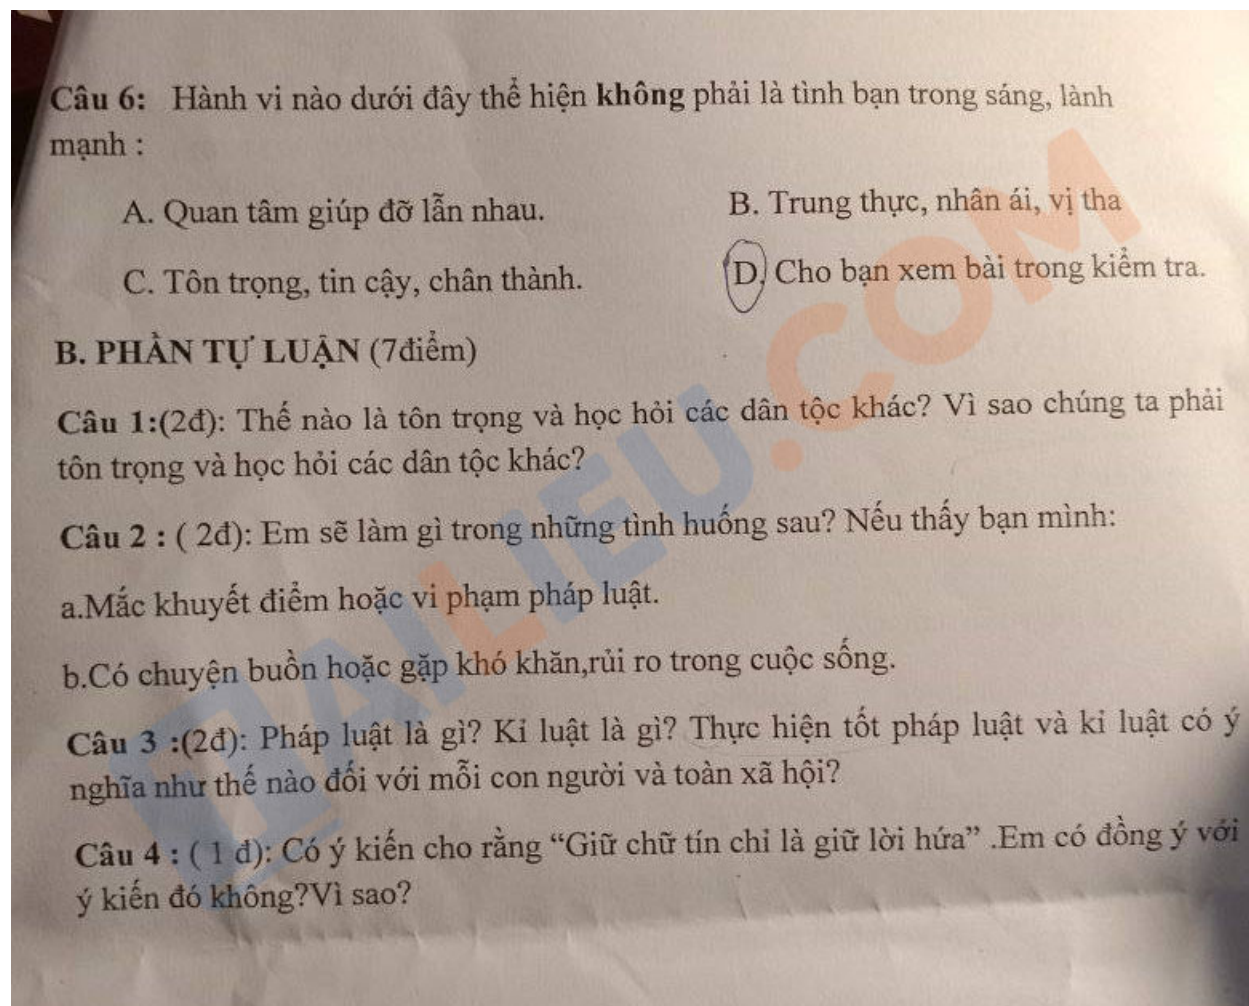 Câu 6: Hành vi nào dưới đây thể hiện không phải là tình bạn trong sáng, lành
mạnh :
A. Quan tâm giúp đỡ lẫn nhau.
B. Trung thực, nhân ái, vị tha
C. Tôn trọng, tin cậy, chân thành.
D. Cho bạn xem bài trong kiểm tra.
B. PHẦN TỰ LUẬN (7điểm)
Câu 1:(2đ): Thế nào là tôn trọng và học hỏi các dân tộc khác? Vì sao chúng ta phải
tôn trọng và học hỏi các dân tộc khác?
Câu 2 : ( 2đ): Em sẽ làm gì trong những tình huống sau? Nếu thấy bạn mình:
a.Mắc khuyết điểm hoặc vi phạm pháp luật.
b.Có chuyện buồn hoặc gặp khó khăn,rủi ro trong cuộc sống.
Câu 3 :(2đ): Pháp luật là gì? Kỉ luật là gì? Thực hiện tốt pháp luật và kỉ luật có ý
nghĩa như thế nào đối với mỗi con người và toàn xã hội?
Câu 4 : ( 1 đ): Có ý kiến cho rằng “Giữ chữ tín chỉ là giữ lời hứa” .Em có đồng ý với
ý kiến đó không?Vì sao?
TAILIEU.COM